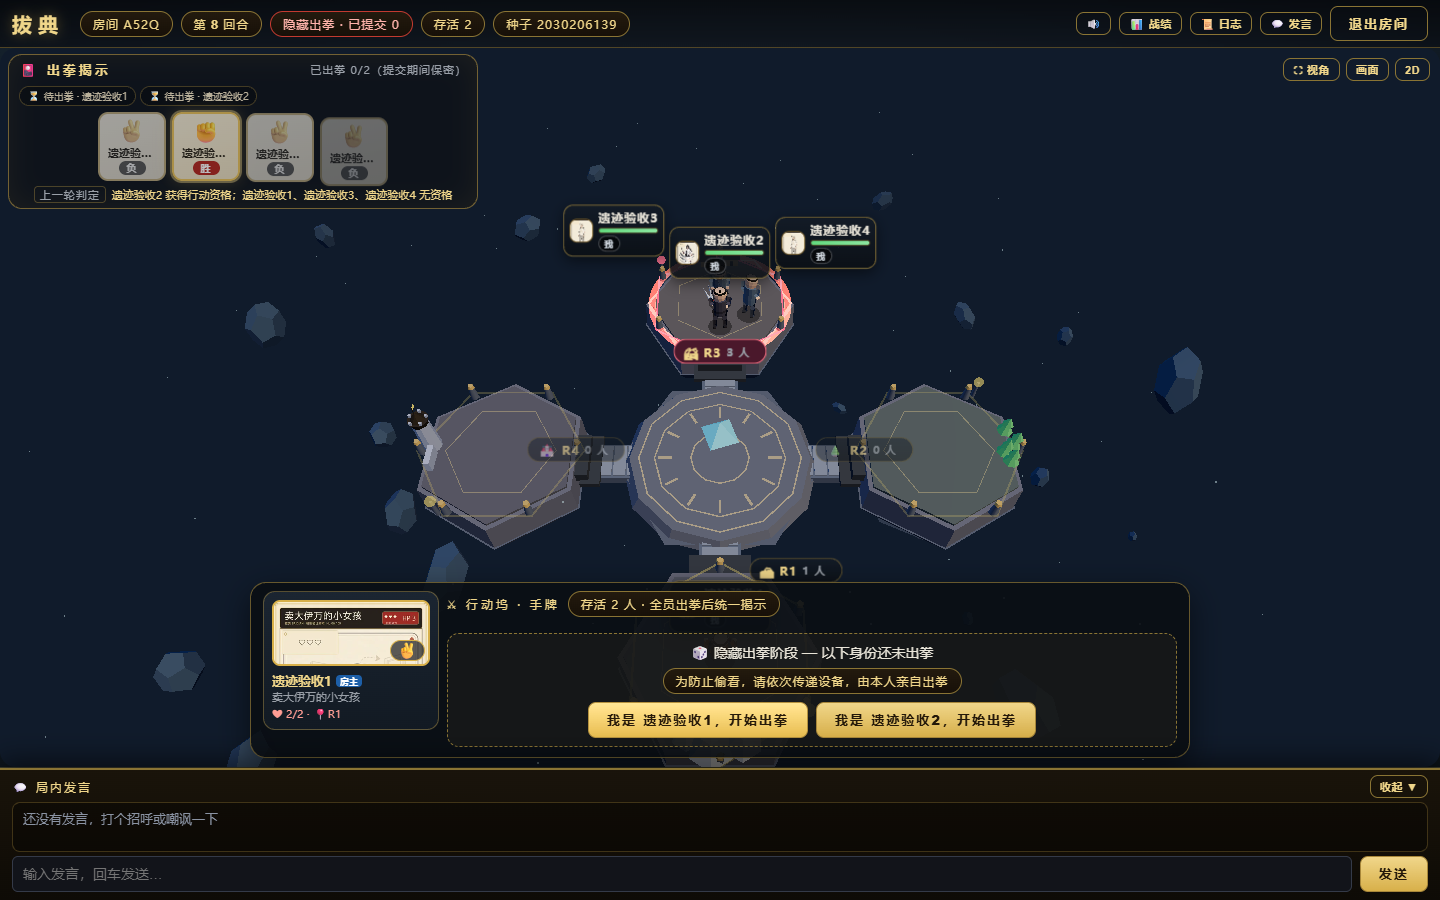 拔典
房间 A52Q
第 8 回合
隐藏出拳 · 已提交 0
存活 2
种子 2030206139
战绩
日志
发言
退出房间
出拳揭示
已出拳 0/2（提交期间保密）
待出拳 · 遗迹验收1
待出拳 · 遗迹验收2
遗迹验…
负
遗迹验…
胜
遗迹验…
负
遗迹验…
负
上一轮判定
遗迹验收2 获得行动资格；遗迹验收1、遗迹验收3、遗迹验收4 无资格
视角
画面
2D
遗迹验收3
我
遗迹验收2
我
遗迹验收4
我
R3 3 人
R4 0 人
R2 0 人
R1 1 人
卖大伊万的小女孩
遗迹验收1 房主
卖大伊万的小女孩
2/2 · R1
行动坞 · 手牌
存活 2 人 · 全员出拳后统一揭示
隐藏出拳阶段 — 以下身份还未出拳
为防止偷看，请依次传递设备，由本人亲自出拳
我是 遗迹验收1，开始出拳
我是 遗迹验收2，开始出拳
局内发言
收起 ▼
还没有发言，打个招呼或嘲讽一下
输入发言，回车发送…
发送